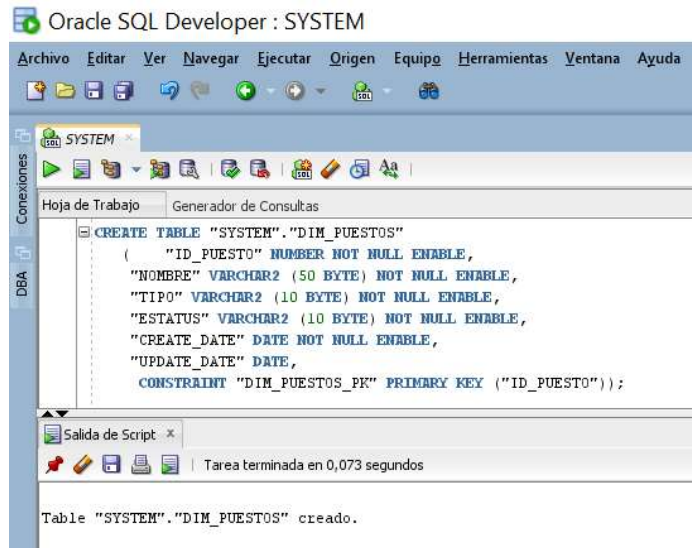 Oracle SQL Developer : SYSTEM
Archivo Editar Ver Navegar Ejecutar Origen Equipo Herramientas Ventana Ayuda
SYSTEM
Conexiones
DBA
Hoja de Trabajo Generador de Consultas
CREATE TABLE "SYSTEM"."DIM_PUESTOS"
( "ID_PUESTO" NUMBER NOT NULL ENABLE,
"NOMBRE" VARCHAR2 (50 BYTE) NOT NULL ENABLE,
"TIPO" VARCHAR2 (10 BYTE) NOT NULL ENABLE,
"ESTATUS" VARCHAR2 (10 BYTE) NOT NULL ENABLE,
"CREATE_DATE" DATE NOT NULL ENABLE,
"UPDATE_DATE" DATE,
CONSTRAINT "DIM_PUESTOS_PK" PRIMARY KEY ("ID_PUESTO"));
Salida de Script
Tarea terminada en 0,073 segundos
Table "SYSTEM"."DIM_PUESTOS" creado.